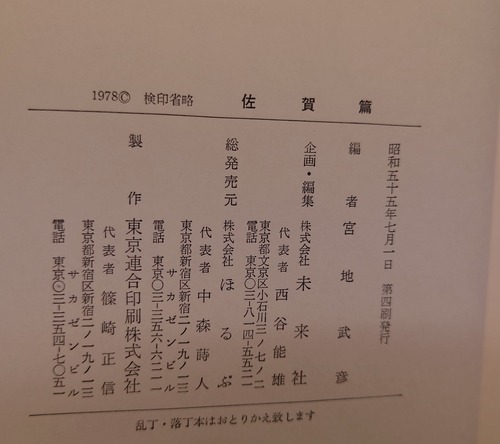 1978© 検印省略 佐賀篇
昭和五十五年七月一日 第四刷発行
編者 宮地武彦
企画・編集 株式会社 未来社
代表者 西谷能雄
東京都文京区小石川三ノ七ノ二
電話 東京〇三-八一四-五五二一
総発売元 株式会社 ほるぷ
代表者 中森蒔人
東京都新宿区新宿二ノ一九ノ一三
サカゼンビル
電話 東京〇三-三五六-六二一一
製作 東京連合印刷株式会社
代表者 篠崎正信
東京都新宿区新宿二ノ一九ノ一三
サカゼンビル
電話 東京〇三-三五四-七〇五一
乱丁・落丁本はおとりかえ致します